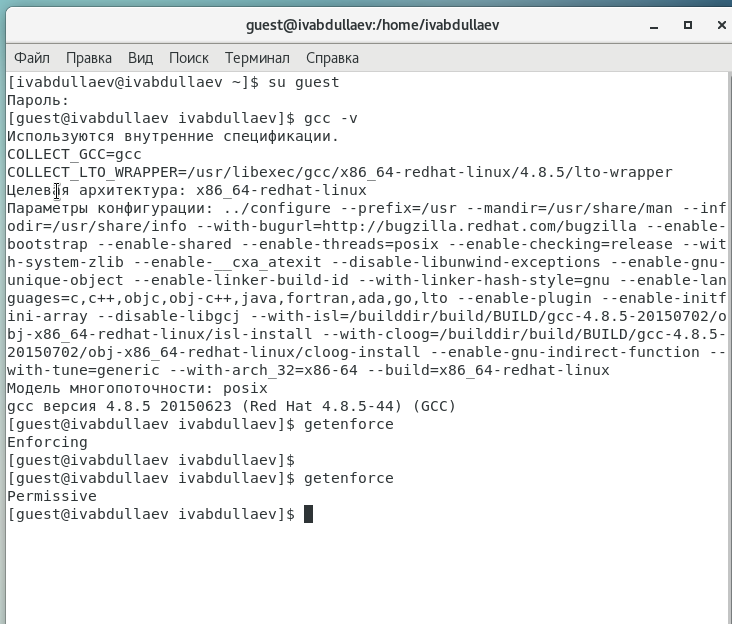 guest@ivabdullaev:/home/ivabdullaev
Файл Правка Вид Поиск Терминал Справка
[ivabdullaev@ivabdullaev ~]$ su guest
Пароль:
[guest@ivabdullaev ivabdullaev]$ gcc -v
Используются внутренние спецификации.
COLLECT_GCC=gcc
COLLECT_LTO_WRAPPER=/usr/libexec/gcc/x86_64-redhat-linux/4.8.5/lto-wrapper
Целевая архитектура: x86_64-redhat-linux
Параметры конфигурации: ../configure --prefix=/usr --mandir=/usr/share/man --inf
odir=/usr/share/info --with-bugurl=http://bugzilla.redhat.com/bugzilla --enable-
bootstrap --enable-shared --enable-threads=posix --enable-checking=release --wit
h-system-zlib --enable-__cxa_atexit --disable-libunwind-exceptions --enable-gnu-
unique-object --enable-linker-build-id --with-linker-hash-style=gnu --enable-lan
guages=c,c++,objc,obj-c++,java,fortran,ada,go,lto --enable-plugin --enable-initf
ini-array --disable-libgcj --with-isl=/builddir/build/BUILD/gcc-4.8.5-20150702/o
bj-x86_64-redhat-linux/isl-install --with-cloog=/builddir/build/BUILD/gcc-4.8.5-
20150702/obj-x86_64-redhat-linux/cloog-install --enable-gnu-indirect-function --
with-tune=generic --with-arch_32=x86-64 --build=x86_64-redhat-linux
Модель многопоточности: posix
gcc версия 4.8.5 20150623 (Red Hat 4.8.5-44) (GCC)
[guest@ivabdullaev ivabdullaev]$ getenforce
Enforcing
[guest@ivabdullaev ivabdullaev]$
[guest@ivabdullaev ivabdullaev]$ getenforce
Permissive
[guest@ivabdullaev ivabdullaev]$